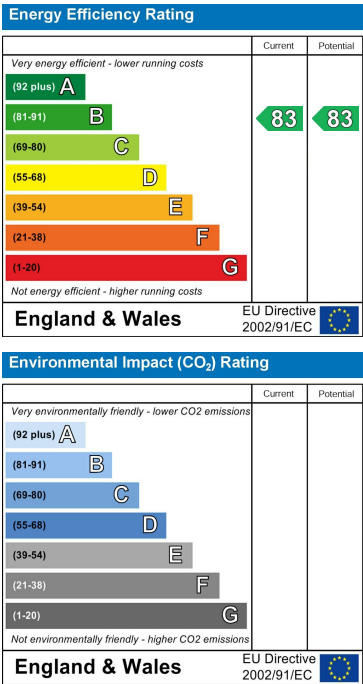 Energy Efficiency Rating
Current Potential
Very energy efficient - lower running costs
(92 plus) A
(81-91) B 83 83
(69-80) C
(55-68) D
(39-54) E
(21-38) F
(1-20) G
Not energy efficient - higher running costs
England & Wales EU Directive 2002/91/EC
Environmental Impact (CO₂) Rating
Current Potential
Very environmentally friendly - lower CO2 emissions
(92 plus) A
(81-91) B
(69-80) C
(55-68) D
(39-54) E
(21-38) F
(1-20) G
Not environmentally friendly - higher CO2 emissions
England & Wales EU Directive 2002/91/EC